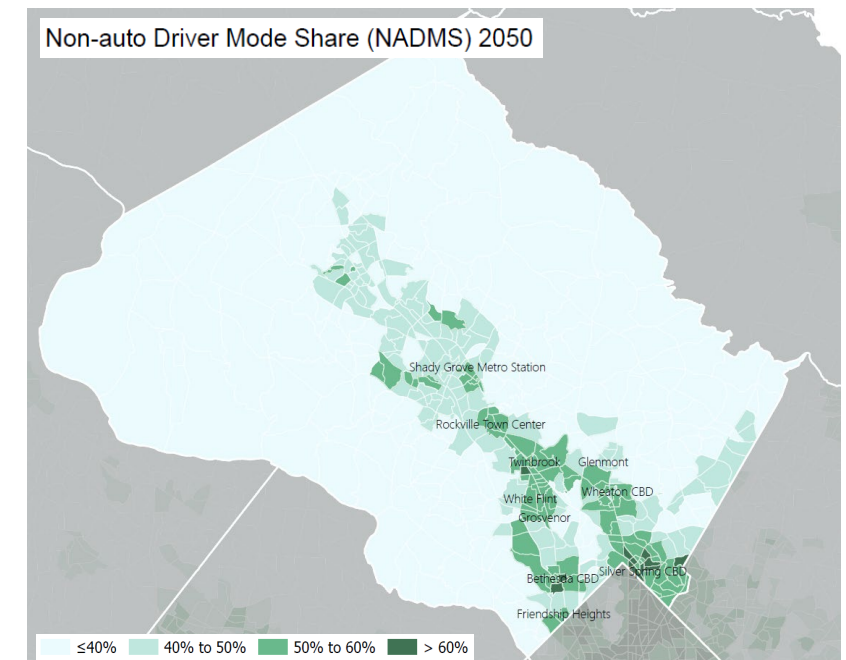 Non-auto Driver Mode Share (NADMS) 2050
Shady Grove Metro Station
Rockville Town Center
Twinbrook
Glenmont
White Flint
Wheaton CBD
Grosvenor
Bethesda CBD
Silver Spring CBD
Friendship Heights
≤40%
40% to 50%
50% to 60%
> 60%